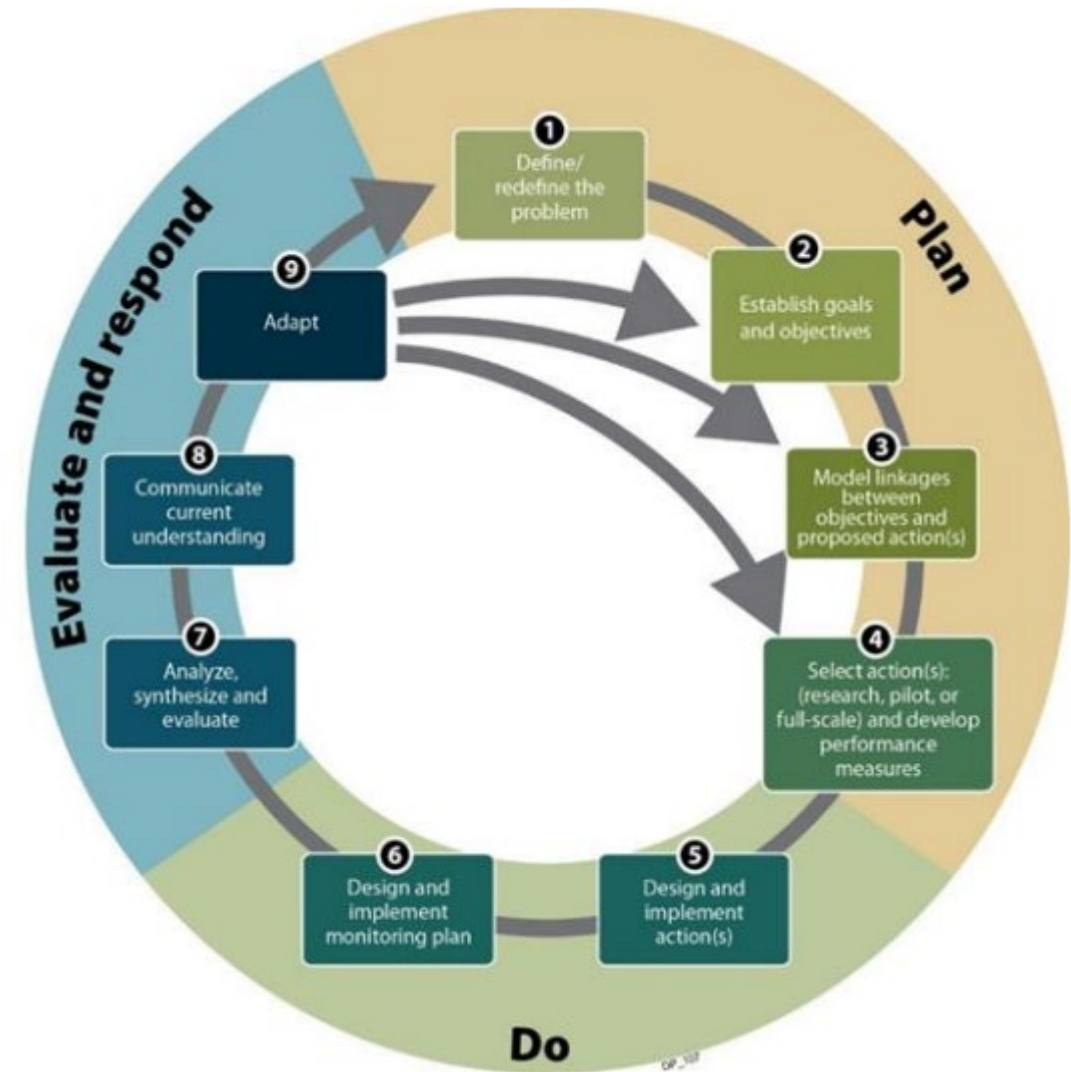 1
Define/
redefine the
problem
Plan
2
Establish goals
and objectives
3
Model linkages
between
objectives and
proposed action(s)
4
Select action(s):
(research, pilot, or
full-scale) and develop
performance
measures
5
Design and
implement
action(s)
6
Design and
implement
monitoring plan
Do
7
Analyze,
synthesize and
evaluate
8
Communicate
current
understanding
9
Adapt
Evaluate and respond